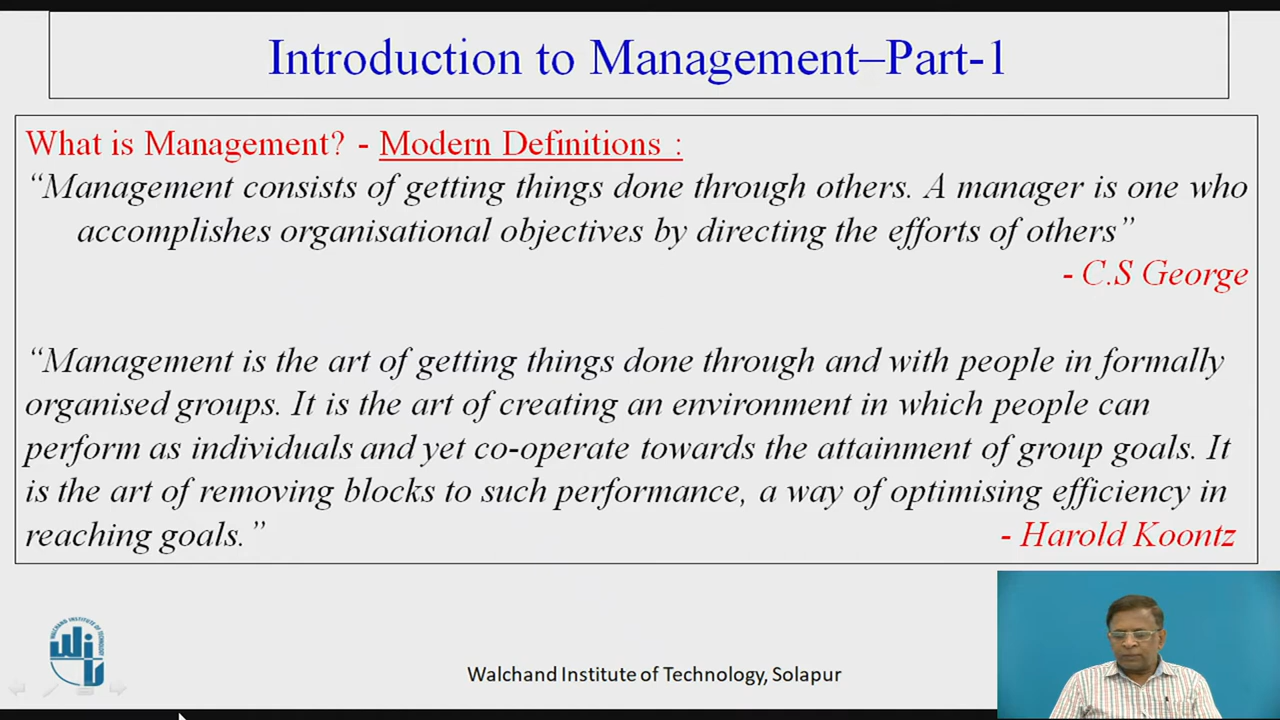 Introduction to Management–Part-1
What is Management? - Modern Definitions :
“Management consists of getting things done through others. A manager is one who
accomplishes organisational objectives by directing the efforts of others”
- C.S George
“Management is the art of getting things done through and with people in formally
organised groups. It is the art of creating an environment in which people can
perform as individuals and yet co-operate towards the attainment of group goals. It
is the art of removing blocks to such performance, a way of optimising efficiency in
reaching goals.”
- Harold Koontz
WALCHAND INSTITUTE OF TECHNOLOGY
Walchand Institute of Technology, Solapur